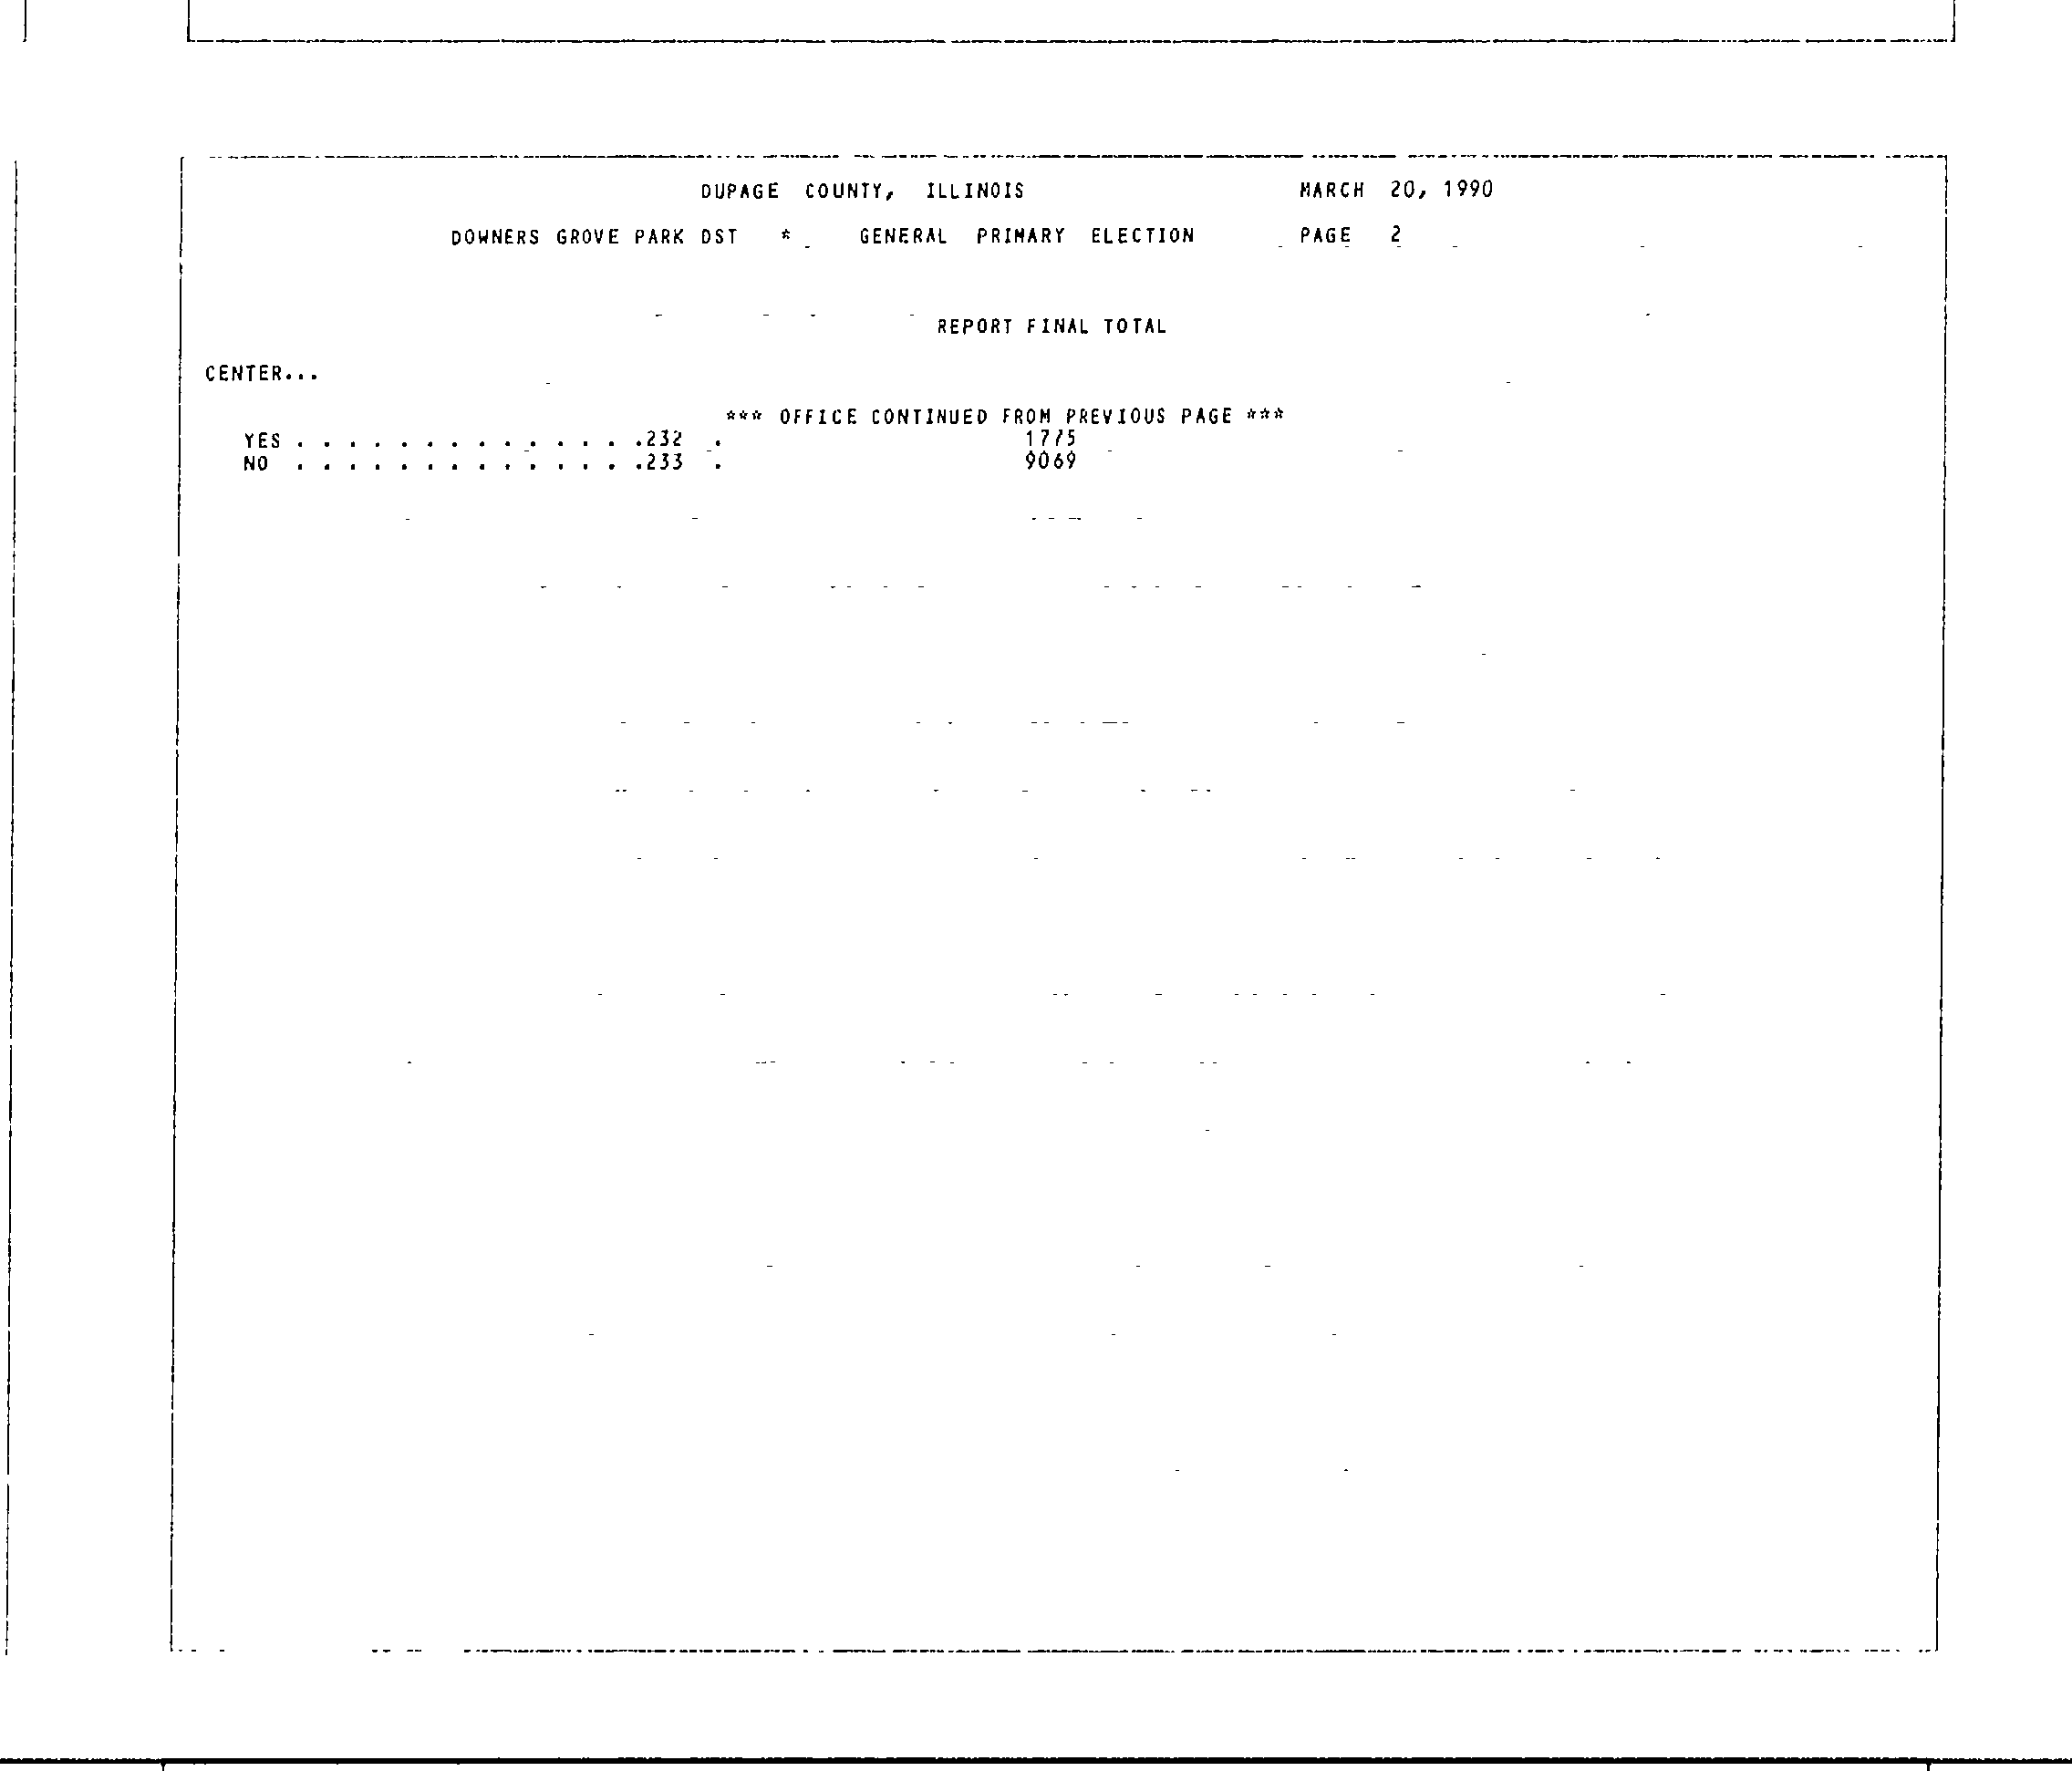 DUPAGE COUNTY, ILLINOIS MARCH 20, 1990
DOWNERS GROVE PARK DST * GENERAL PRIMARY ELECTION PAGE 2
REPORT FINAL TOTAL
CENTER...
*** OFFICE CONTINUED FROM PREVIOUS PAGE ***
YES . . . . . . . . . . . . . .232 . 1775
NO . . . . . . . . . . . . . .233 . 9069